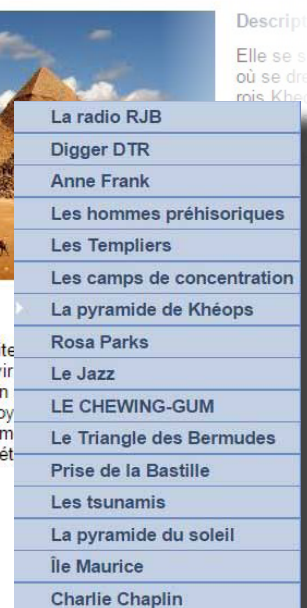 Descript
Elle se s
où se dre
rois Khe
La radio RJB
Digger DTR
Anne Frank
Les hommes préhisoriques
Les Templiers
Les camps de concentration
La pyramide de Khéops
Rosa Parks
Le Jazz
LE CHEWING-GUM
Le Triangle des Bermudes
Prise de la Bastille
Les tsunamis
La pyramide du soleil
Île Maurice
Charlie Chaplin